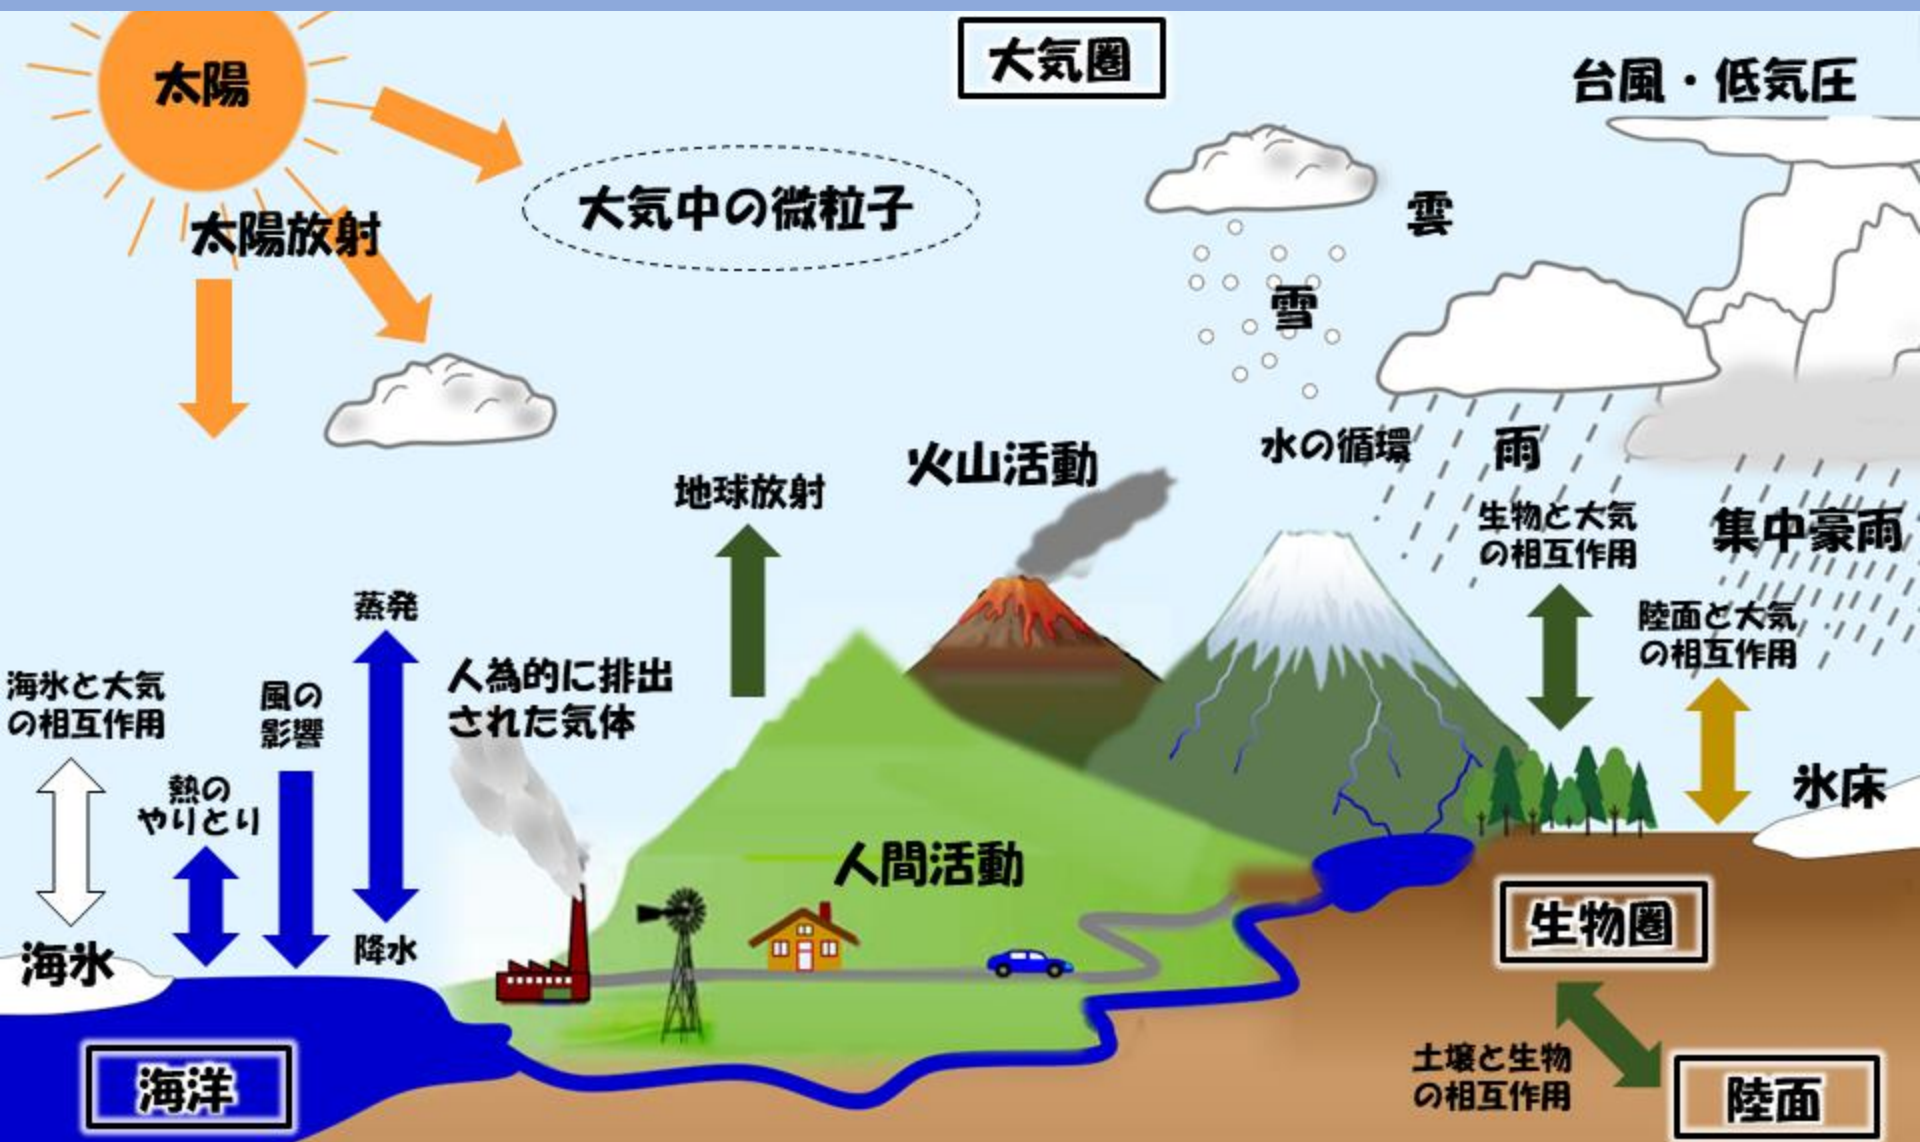 太陽
大気圏
台風・低気圧
大気中の微粒子
太陽放射
雲
雪
水の循環
雨
火山活動
地球放射
生物と大気
の相互作用
集中豪雨
陸面と大気
の相互作用
蒸発
人為的に排出
された気体
海氷と大気
の相互作用
風の
影響
熱の
やりとり
氷床
人間活動
生物圏
降水
海氷
海洋
土壌と生物
の相互作用
陸面